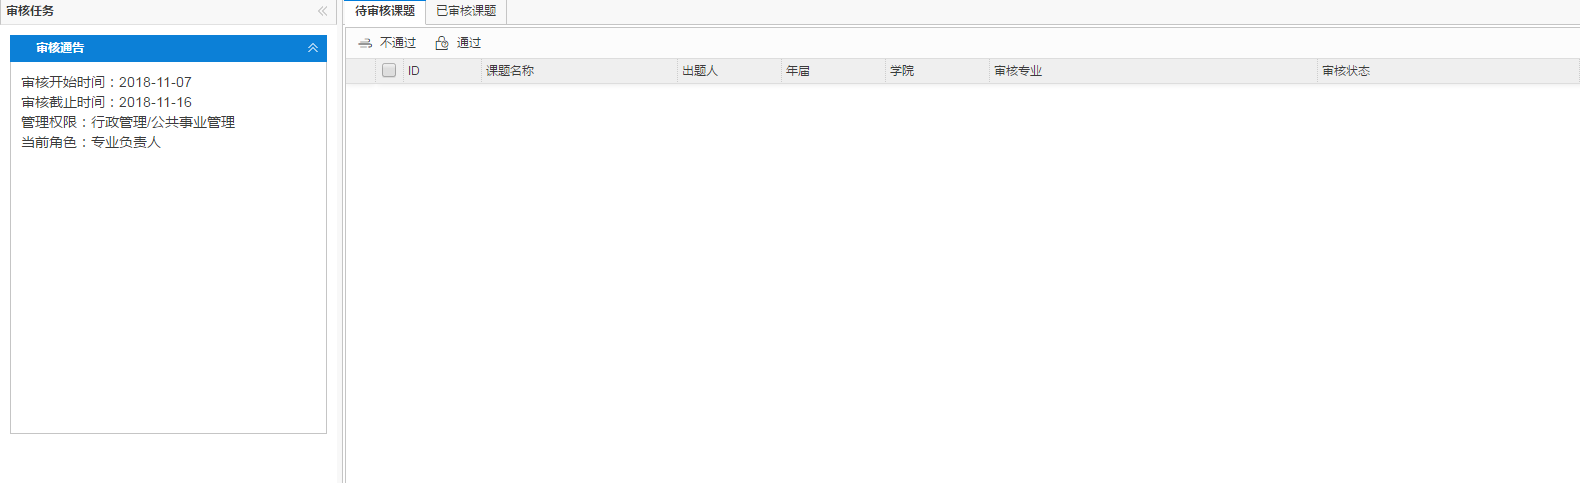 审核任务
审核通告
审核开始时间：2018-11-07
审核截止时间：2018-11-16
管理权限：行政管理/公共事业管理
当前角色：专业负责人
待审核课题 已审核课题
不通过 通过
ID 课题名称 出题人 年届 学院 审核专业 审核状态